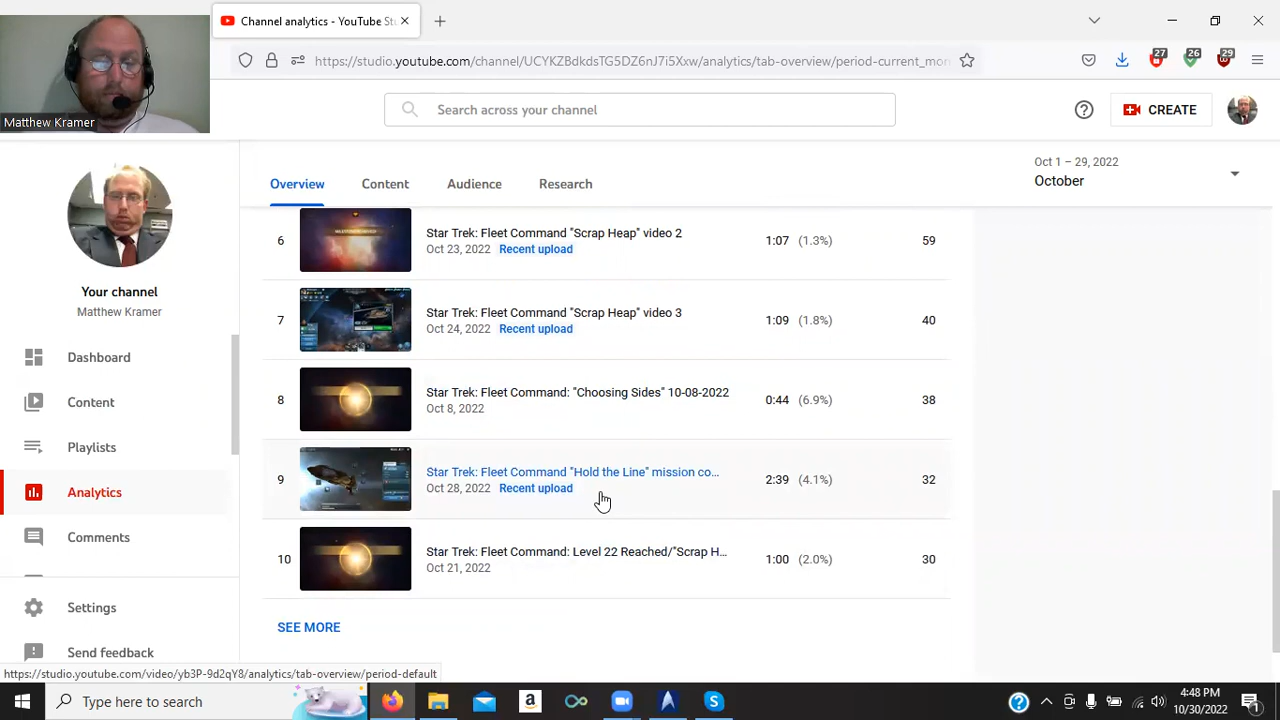 Channel analytics - YouTube Stu
https://studio.youtube.com/channel/UCYKZBdkdsTG5DZ6nJ7i5Xxw/analytics/tab-overview/period-current_mon
27
26
29
Matthew Kramer
Search across your channel
CREATE
Overview
Content
Audience
Research
Oct 1 – 29, 2022
October
Your channel
Matthew Kramer
Dashboard
Content
Playlists
Analytics
Comments
Settings
Send feedback
6
Star Trek: Fleet Command "Scrap Heap" video 2
Oct 23, 2022 Recent upload
1:07 (1.3%)
59
7
Star Trek: Fleet Command "Scrap Heap" video 3
Oct 24, 2022 Recent upload
1:09 (1.8%)
40
8
Star Trek: Fleet Command: "Choosing Sides" 10-08-2022
Oct 8, 2022
0:44 (6.9%)
38
9
Star Trek: Fleet Command "Hold the Line" mission co...
Oct 28, 2022 Recent upload
2:39 (4.1%)
32
10
Star Trek: Fleet Command: Level 22 Reached/"Scrap H...
Oct 21, 2022
1:00 (2.0%)
30
SEE MORE
https://studio.youtube.com/video/yb3P-9d2qY8/analytics/tab-overview/period-default
Type here to search
4:48 PM
10/30/2022
1